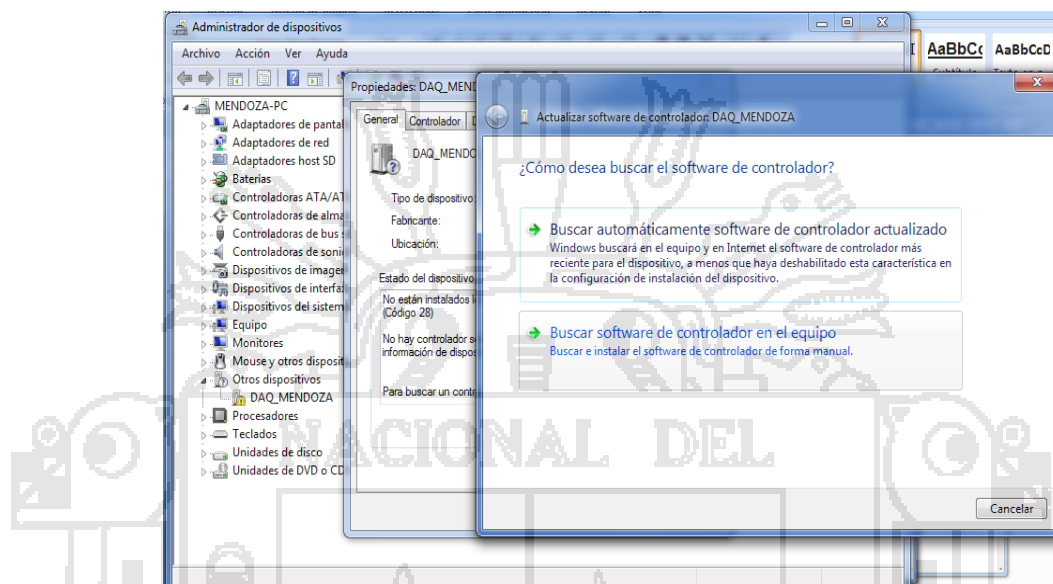 Administrador de dispositivos
Archivo Acción Ver Ayuda
MENDOZA-PC
Adaptadores de pantal
Adaptadores de red
Adaptadores host SD
Baterías
Controladoras ATA/AT
Controladoras de alma
Controladoras de bus s
Controladoras de soni
Dispositivos de imagen
Dispositivos de interfaz
Dispositivos del sistem
Equipo
Monitores
Mouse y otros disposit
Otros dispositivos
DAQ_MENDOZA
Procesadores
Teclados
Unidades de disco
Unidades de DVD o CD
Propiedades: DAQ_MEND
General Controlador D
DAQ_MENDO
Tipo de dispositivo:
Fabricante:
Ubicación:
Estado del dispositivo
No están instalados l
(Código 28)
No hay controlador s
información de dispos
Para buscar un contr
Actualizar software de controlador: DAQ_MENDOZA
¿Cómo desea buscar el software de controlador?
Buscar automáticamente software de controlador actualizado
Windows buscará en el equipo y en Internet el software de controlador más
reciente para el dispositivo, a menos que haya deshabilitado esta característica en
la configuración de instalación del dispositivo.
Buscar software de controlador en el equipo
Buscar e instalar el software de controlador de forma manual.
Cancelar
AaBbCc AaBbCcD
NACIONAL DEL